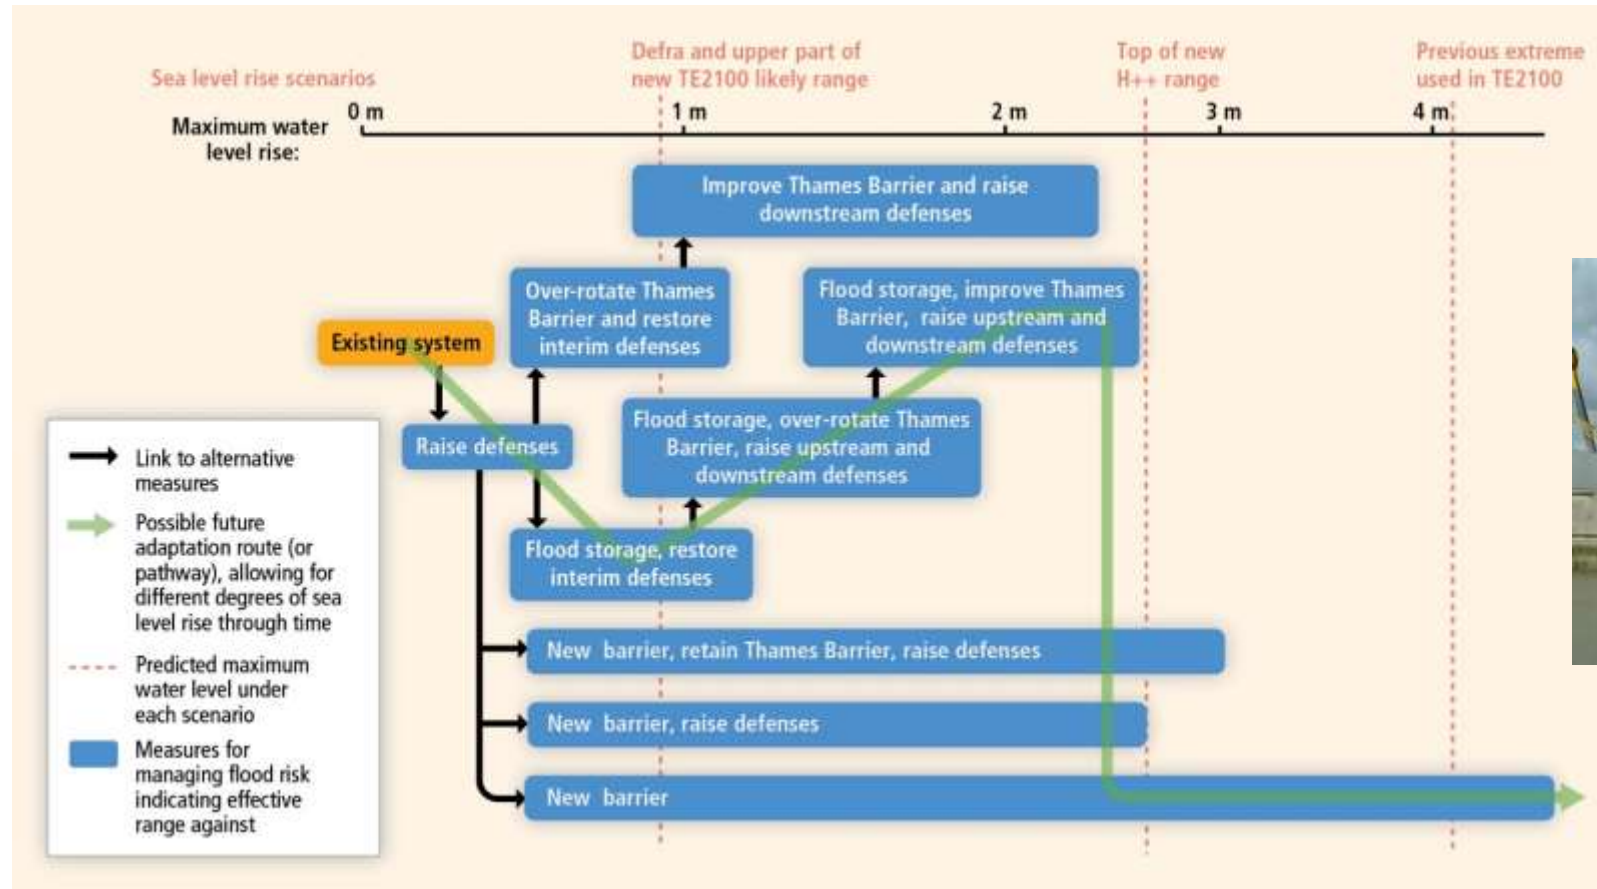 Sea level rise scenarios
Defra and upper part of
new TE2100 likely range
Top of new
H++ range
Previous extreme
used in TE2100
Maximum water
level rise:
0 m
1 m
2 m
3 m
4 m
Improve Thames Barrier and raise
downstream defenses
Over-rotate Thames
Barrier and restore
interim defenses
Flood storage, improve Thames
Barrier, raise upstream and
downstream defenses
Existing system
Raise defenses
Flood storage, over-rotate Thames
Barrier, raise upstream and
downstream defenses
Flood storage, restore
interim defenses
New barrier, retain Thames Barrier, raise defenses
New barrier, raise defenses
New barrier
Link to alternative
measures
Possible future
adaptation route (or
pathway), allowing for
different degrees of sea
level rise through time
Predicted maximum
water level under
each scenario
Measures for
managing flood risk
indicating effective
range against